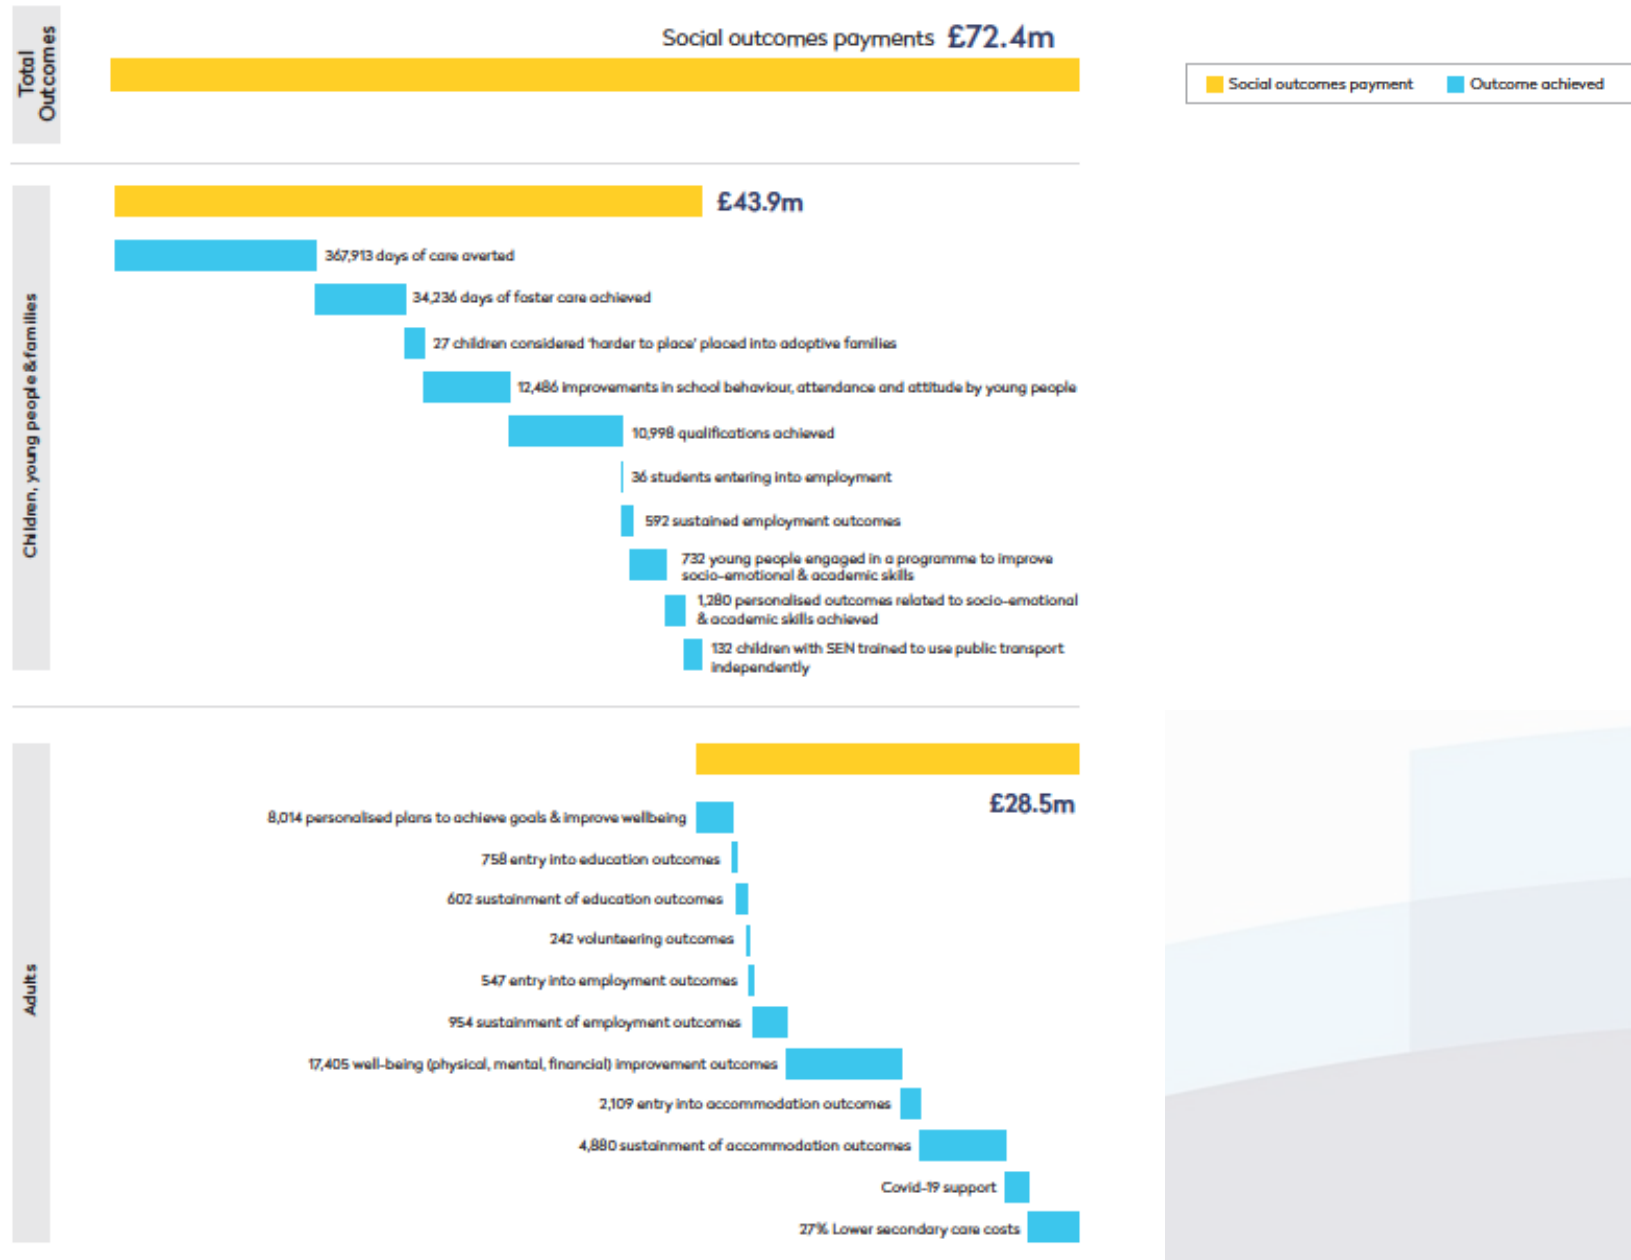 Total
Outcomes
Social outcomes payments £72.4m
Social outcomes payment
Outcome achieved
Children, young people & families
£43.9m
367,913 days of care averted
34,236 days of foster care achieved
27 children considered 'harder to place' placed into adoptive families
12,486 improvements in school behaviour, attendance and attitude by young people
10,998 qualifications achieved
36 students entering into employment
592 sustained employment outcomes
732 young people engaged in a programme to improve
socio-emotional & academic skills
1,280 personalised outcomes related to socio-emotional
& academic skills achieved
132 children with SEN trained to use public transport
independently
Adults
£28.5m
8,014 personalised plans to achieve goals & improve wellbeing
758 entry into education outcomes
602 sustainment of education outcomes
242 volunteering outcomes
547 entry into employment outcomes
954 sustainment of employment outcomes
17,405 well-being (physical, mental, financial) improvement outcomes
2,109 entry into accommodation outcomes
4,880 sustainment of accommodation outcomes
Covid-19 support
27% Lower secondary care costs